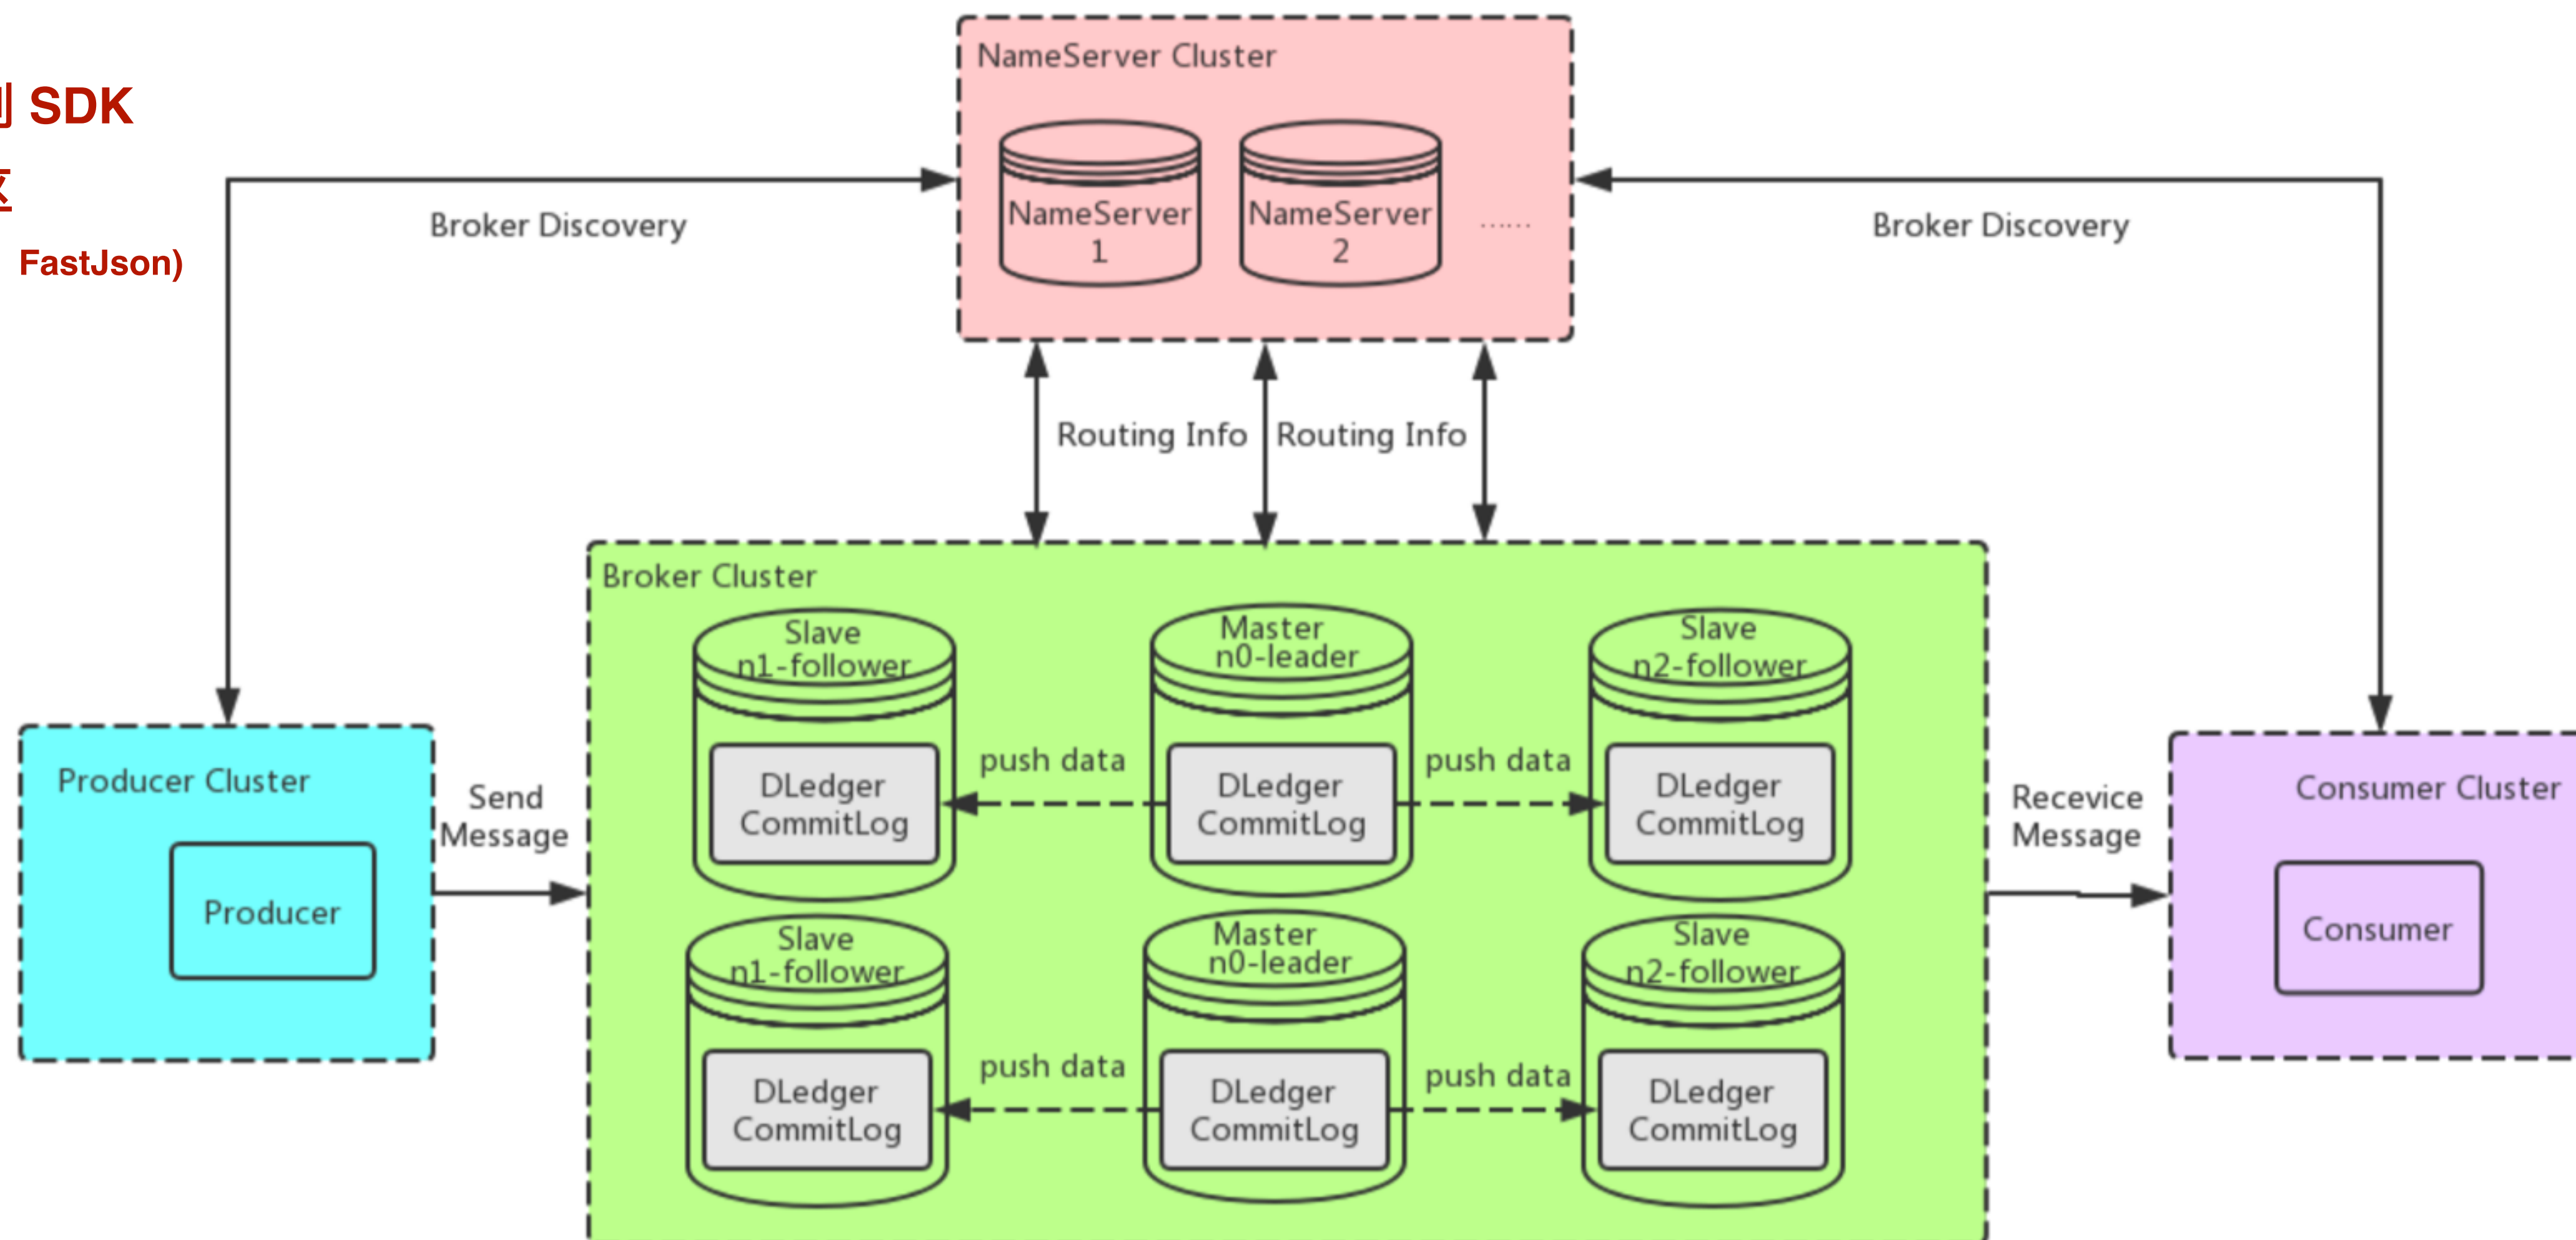 SDK
FastJson)
NameServer Cluster
NameServer
1
NameServer
2
......
Broker Discovery
Broker Discovery
Routing Info
Routing Info
Broker Cluster
Slave
n1-follower
Master
n0-leader
Slave
n2-follower
DLedger
CommitLog
push data
DLedger
CommitLog
push data
DLedger
CommitLog
Slave
n1-follower
Master
n0-leader
Slave
n2-follower
DLedger
CommitLog
push data
DLedger
CommitLog
push data
DLedger
CommitLog
Producer Cluster
Producer
Send
Message
Recevice
Message
Consumer Cluster
Consumer